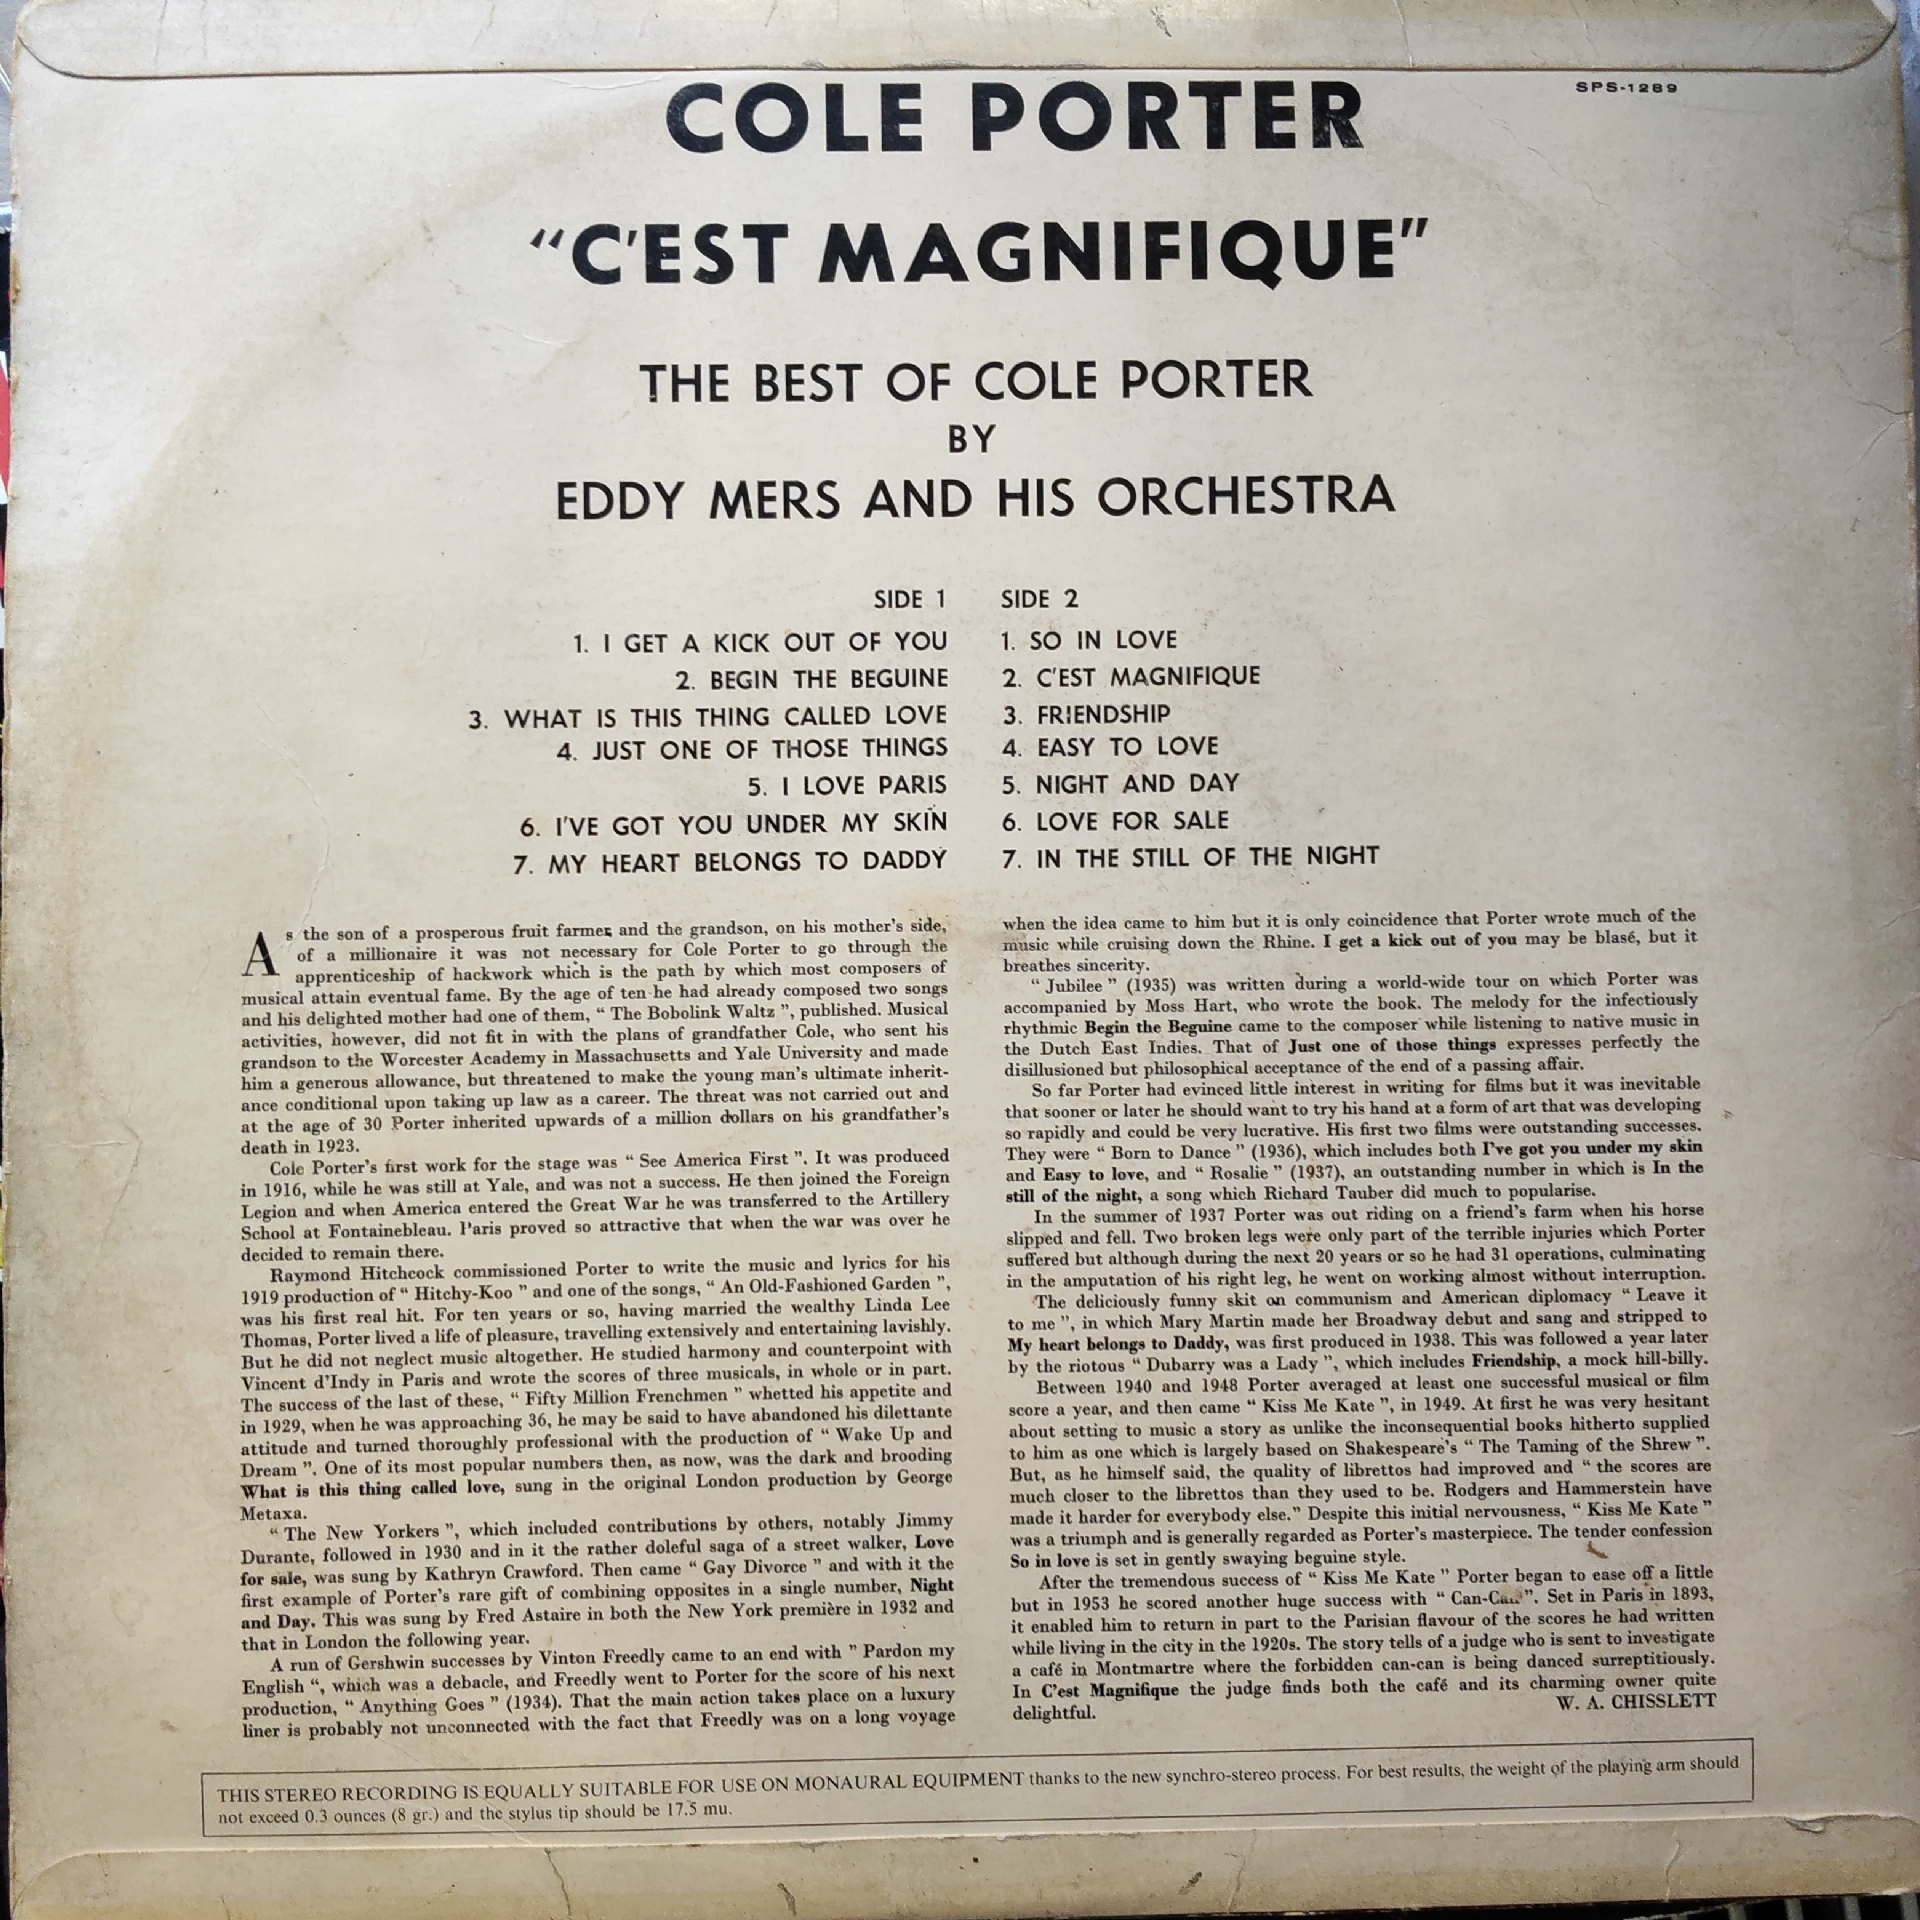 SPS-1289
COLE PORTER
“C'EST MAGNIFIQUE”
THE BEST OF COLE PORTER
BY
EDDY MERS AND HIS ORCHESTRA
SIDE 1
1. I GET A KICK OUT OF YOU
2. BEGIN THE BEGUINE
3. WHAT IS THIS THING CALLED LOVE
4. JUST ONE OF THOSE THINGS
5. I LOVE PARIS
6. I'VE GOT YOU UNDER MY SKIN
7. MY HEART BELONGS TO DADDY
SIDE 2
1. SO IN LOVE
2. C'EST MAGNIFIQUE
3. FRIENDSHIP
4. EASY TO LOVE
5. NIGHT AND DAY
6. LOVE FOR SALE
7. IN THE STILL OF THE NIGHT
As the son of a prosperous fruit farmer and the grandson, on his mother's side,
of a millionaire it was not necessary for Cole Porter to go through the
apprenticeship of hackwork which is the path by which most composers of
musical attain eventual fame. By the age of ten he had already composed two songs
and his delighted mother had one of them, “ The Bobolink Waltz ”, published. Musical
activities, however, did not fit in with the plans of grandfather Cole, who sent his
grandson to the Worcester Academy in Massachusetts and Yale University and made
him a generous allowance, but threatened to make the young man's ultimate inherit-
ance conditional upon taking up law as a career. The threat was not carried out and
at the age of 30 Porter inherited upwards of a million dollars on his grandfather's
death in 1923.
Cole Porter's first work for the stage was “ See America First ”. It was produced
in 1916, while he was still at Yale, and was not a success. He then joined the Foreign
Legion and when America entered the Great War he was transferred to the Artillery
School at Fontainebleau. Paris proved so attractive that when the war was over he
decided to remain there.
Raymond Hitchcock commissioned Porter to write the music and lyrics for his
1919 production of “ Hitchy-Koo ” and one of the songs, “ An Old-Fashioned Garden ”,
was his first real hit. For ten years or so, having married the wealthy Linda Lee
Thomas, Porter lived a life of pleasure, travelling extensively and entertaining lavishly.
But he did not neglect music altogether. He studied harmony and counterpoint with
Vincent d'Indy in Paris and wrote the scores of three musicals, in whole or in part.
The success of the last of these, “ Fifty Million Frenchmen ” whetted his appetite and
in 1929, when he was approaching 36, he may be said to have abandoned his dilettante
attitude and turned thoroughly professional with the production of “ Wake Up and
Dream ”. One of its most popular numbers then, as now, was the dark and brooding
What is this thing called love, sung in the original London production by George
Metaxa.
“ The New Yorkers ”, which included contributions by others, notably Jimmy
Durante, followed in 1930 and in it the rather doleful saga of a street walker, Love
for sale, was sung by Kathryn Crawford. Then came “ Gay Divorce ” and with it the
first example of Porter's rare gift of combining opposites in a single number, Night
and Day. This was sung by Fred Astaire in both the New York première in 1932 and
that in London the following year.
A run of Gershwin successes by Vinton Freedly came to an end with ” Pardon my
English “, which was a debacle, and Freedly went to Porter for the score of his next
production, “ Anything Goes ” (1934). That the main action takes place on a luxury
liner is probably not unconnected with the fact that Freedly was on a long voyage
when the idea came to him but it is only coincidence that Porter wrote much of the
music while cruising down the Rhine. I get a kick out of you may be blasé, but it
breathes sincerity.
“ Jubilee ” (1935) was written during a world-wide tour on which Porter was
accompanied by Moss Hart, who wrote the book. The melody for the infectiously
rhythmic Begin the Beguine came to the composer while listening to native music in
the Dutch East Indies. That of Just one of those things expresses perfectly the
disillusioned but philosophical acceptance of the end of a passing affair.
So far Porter had evinced little interest in writing for films but it was inevitable
that sooner or later he should want to try his hand at a form of art that was developing
so rapidly and could be very lucrative. His first two films were outstanding successes.
They were “ Born to Dance ” (1936), which includes both I've got you under my skin
and Easy to love, and “ Rosalie ” (1937), an outstanding number in which is In the
still of the night, a song which Richard Tauber did much to popularise.
In the summer of 1937 Porter was out riding on a friend's farm when his horse
slipped and fell. Two broken legs were only part of the terrible injuries which Porter
suffered but although during the next 20 years or so he had 31 operations, culminating
in the amputation of his right leg, he went on working almost without interruption.
The deliciously funny skit on communism and American diplomacy “ Leave it
to me ”, in which Mary Martin made her Broadway debut and sang and stripped to
My heart belongs to Daddy, was first produced in 1938. This was followed a year later
by the riotous “ Dubarry was a Lady ”, which includes Friendship, a mock hill-billy.
Between 1940 and 1948 Porter averaged at least one successful musical or film
score a year, and then came “ Kiss Me Kate ”, in 1949. At first he was very hesitant
about setting to music a story as unlike the inconsequential books hitherto supplied
to him as one which is largely based on Shakespeare's “ The Taming of the Shrew ”.
But, as he himself said, the quality of librettos had improved and “ the scores are
much closer to the librettos than they used to be. Rodgers and Hammerstein have
made it harder for everybody else.” Despite this initial nervousness, “ Kiss Me Kate ”
was a triumph and is generally regarded as Porter's masterpiece. The tender confession
So in love is set in gently swaying beguine style.
After the tremendous success of “ Kiss Me Kate ” Porter began to ease off a little
but in 1953 he scored another huge success with “ Can-Can ”. Set in Paris in 1893,
it enabled him to return in part to the Parisian flavour of the scores he had written
while living in the city in the 1920s. The story tells of a judge who is sent to investigate
a café in Montmartre where the forbidden can-can is being danced surreptitiously.
In C'est Magnifique the judge finds both the café and its charming owner quite
delightful.
W. A. CHISSLETT
THIS STEREO RECORDING IS EQUALLY SUITABLE FOR USE ON MONAURAL EQUIPMENT thanks to the new synchro-stereo process. For best results, the weight of the playing arm should
not exceed 0.3 ounces (8 gr.) and the stylus tip should be 17.5 mu.